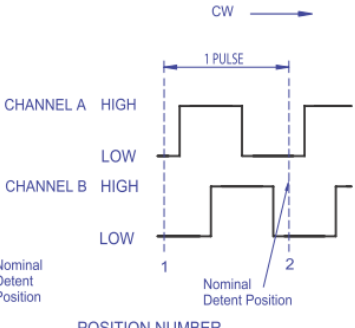 CW
1 PULSE
CHANNEL A HIGH
LOW
CHANNEL B HIGH
LOW
Nominal
Detent
Position
1
2
Nominal
Detent Position
POSITION NUMBER